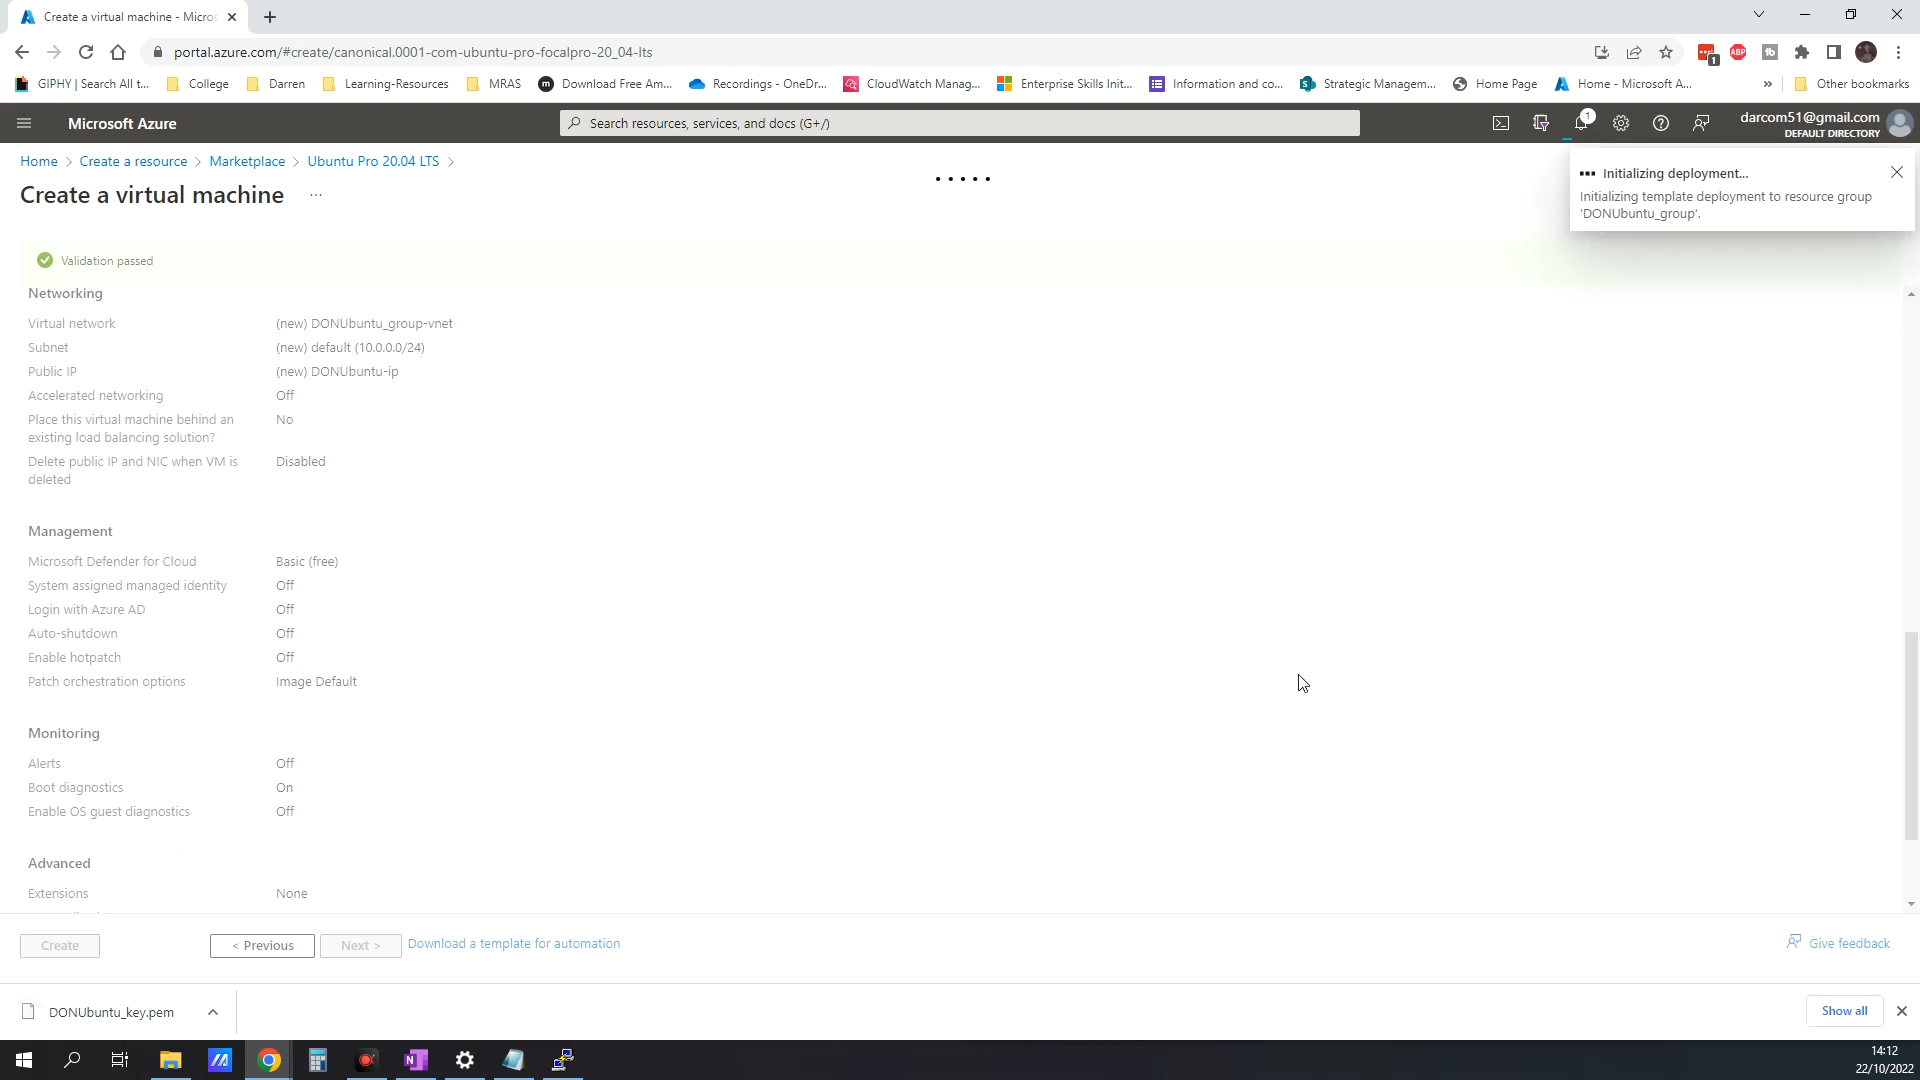 Create a virtual machine - Micros
portal.azure.com/#create/canonical.0001-com-ubuntu-pro-focalpro-20_04-lts
1
ABP
GIPHY | Search All t...
College
Darren
Learning-Resources
MRAS
Download Free Am...
Recordings - OneDr...
CloudWatch Manag...
Enterprise Skills Init...
Information and co...
Strategic Managem...
Home Page
Home - Microsoft A...
»
Other bookmarks
Microsoft Azure
Search resources, services, and docs (G+/)
1
darcom51@gmail.com
DEFAULT DIRECTORY
Home > Create a resource > Marketplace > Ubuntu Pro 20.04 LTS >
Create a virtual machine ...
Initializing deployment...
Initializing template deployment to resource group
'DONUbuntu_group'.
Validation passed
Networking
Virtual network (new) DONUbuntu_group-vnet
Subnet (new) default (10.0.0.0/24)
Public IP (new) DONUbuntu-ip
Accelerated networking Off
Place this virtual machine behind an No
existing load balancing solution?
Delete public IP and NIC when VM is Disabled
deleted
Management
Microsoft Defender for Cloud Basic (free)
System assigned managed identity Off
Login with Azure AD Off
Auto-shutdown Off
Enable hotpatch Off
Patch orchestration options Image Default
Monitoring
Alerts Off
Boot diagnostics On
Enable OS guest diagnostics Off
Advanced
Extensions None
Create
< Previous
Next >
Download a template for automation
Give feedback
DONUbuntu_key.pem
Show all
14:12
22/10/2022